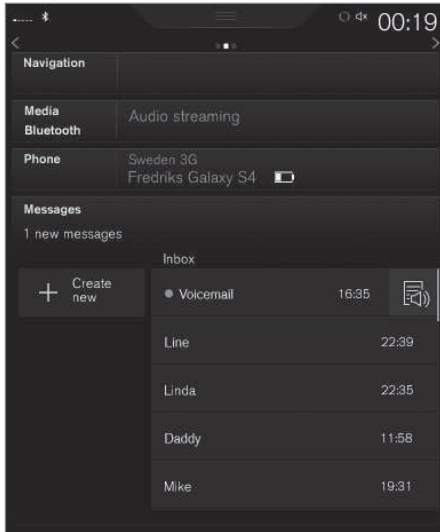 00:19
Navigation
Media
Bluetooth
Audio streaming
Phone
Sweden 3G
Fredriks Galaxy S4
Messages
1 new messages
Inbox
Create
new
Voicemail 16:35
Line 22:39
Linda 22:35
Daddy 11:58
Mike 19:31